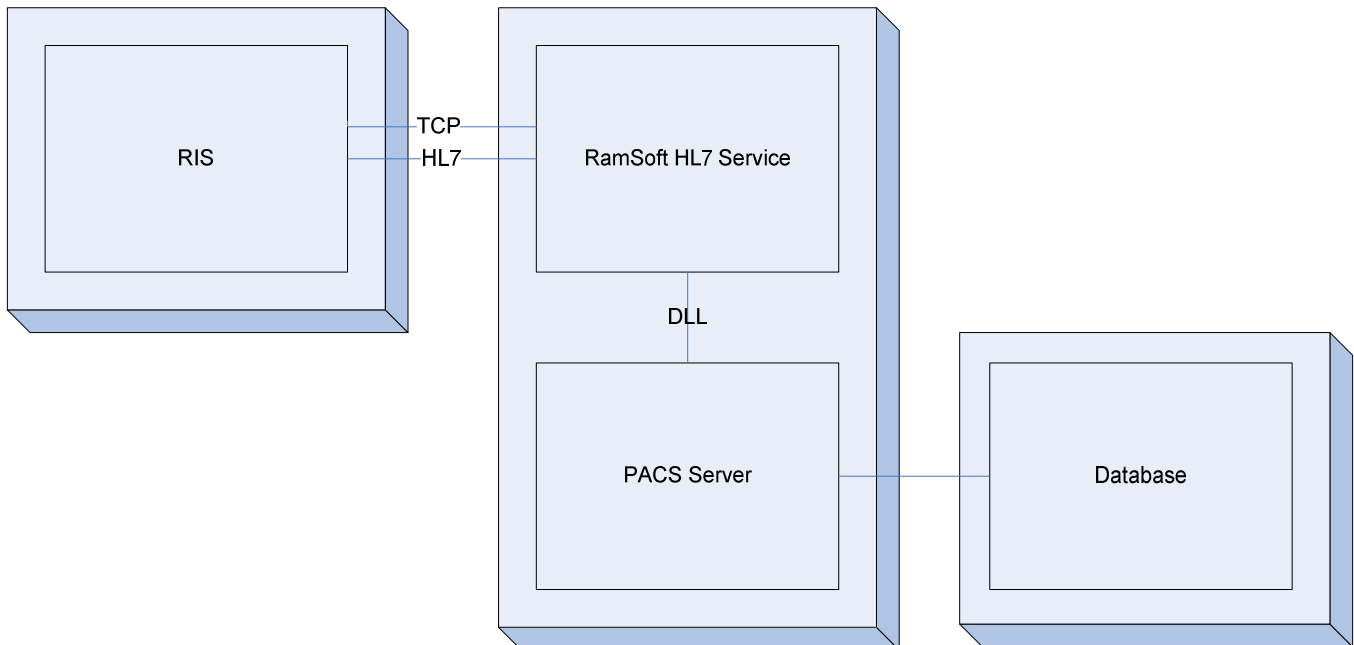 TCP
RIS
HL7
RamSoft HL7 Service
DLL
PACS Server
Database